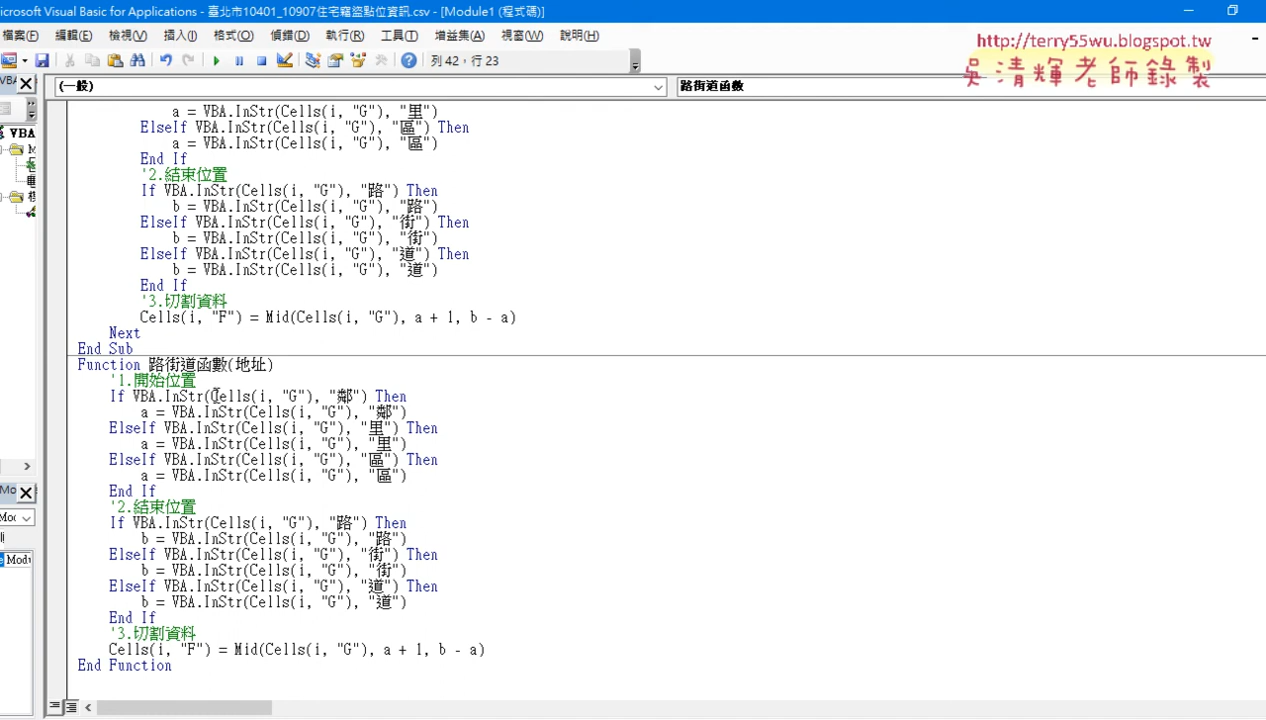 icrosoft Visual Basic for Applications - 臺北市10401_10907住宅竊盜點位資訊.csv - [Module1 (程式碼)]
檔案(F) 編輯(E) 檢視(V) 插入(I) 格式(O) 偵錯(D) 執行(R) 工具(T) 增益集(A) 視窗(W) 說明(H)
http://terry55wu.blogspot.tw
吳清輝老師錄製
列 42，行 23
(一般) 路街道函數
VBA
Mo
Mo
Modu
a = VBA.InStr(Cells(i, "G"), "里")
ElseIf VBA.InStr(Cells(i, "G"), "區") Then
a = VBA.InStr(Cells(i, "G"), "區")
End If
'2.結束位置
If VBA.InStr(Cells(i, "G"), "路") Then
b = VBA.InStr(Cells(i, "G"), "路")
ElseIf VBA.InStr(Cells(i, "G"), "街") Then
b = VBA.InStr(Cells(i, "G"), "街")
ElseIf VBA.InStr(Cells(i, "G"), "道") Then
b = VBA.InStr(Cells(i, "G"), "道")
End If
'3.切割資料
Cells(i, "F") = Mid(Cells(i, "G"), a + 1, b - a)
Next
End Sub
Function 路街道函數(地址)
'1.開始位置
If VBA.InStr(Cells(i, "G"), "鄰") Then
a = VBA.InStr(Cells(i, "G"), "鄰")
ElseIf VBA.InStr(Cells(i, "G"), "里") Then
a = VBA.InStr(Cells(i, "G"), "里")
ElseIf VBA.InStr(Cells(i, "G"), "區") Then
a = VBA.InStr(Cells(i, "G"), "區")
End If
'2.結束位置
If VBA.InStr(Cells(i, "G"), "路") Then
b = VBA.InStr(Cells(i, "G"), "路")
ElseIf VBA.InStr(Cells(i, "G"), "街") Then
b = VBA.InStr(Cells(i, "G"), "街")
ElseIf VBA.InStr(Cells(i, "G"), "道") Then
b = VBA.InStr(Cells(i, "G"), "道")
End If
'3.切割資料
Cells(i, "F") = Mid(Cells(i, "G"), a + 1, b - a)
End Function